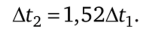 Δt₂ = 1,52Δt₁.